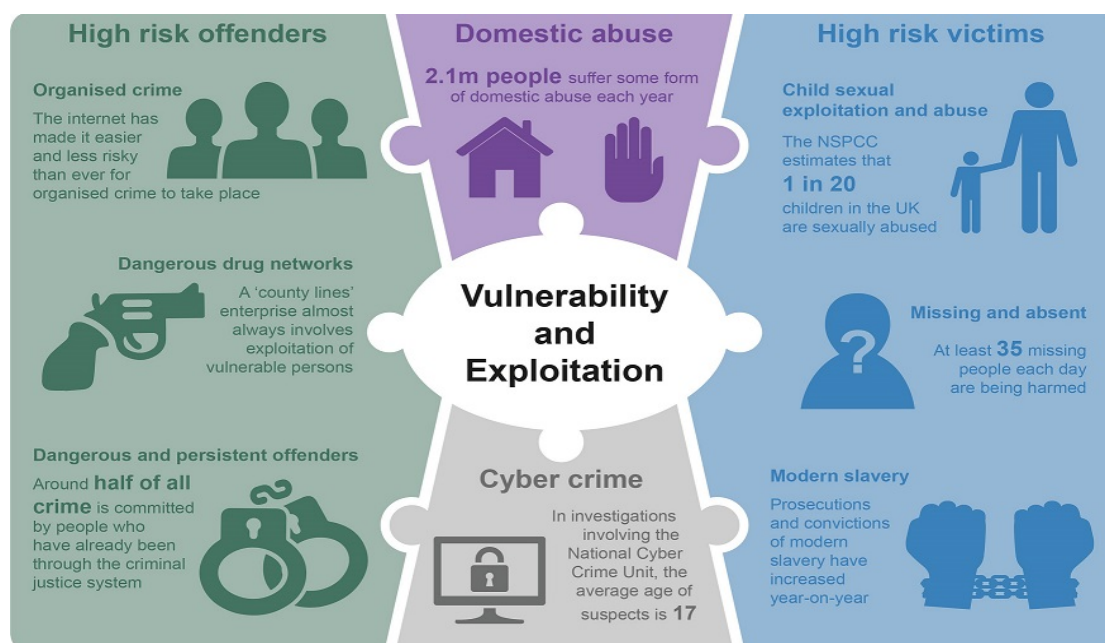 High risk offenders
Organised crime
The internet has
made it easier
and less risky
than ever for
organised crime to take place
Dangerous drug networks
A ‘county lines’
enterprise almost
always involves
exploitation of
vulnerable persons
Dangerous and persistent offenders
Around half of all
crime is committed
by people who
have already been
through the criminal
justice system
Domestic abuse
2.1m people suffer some form
of domestic abuse each year
Vulnerability
and
Exploitation
Cyber crime
In investigations
involving the
National Cyber
Crime Unit, the
average age of
suspects is 17
High risk victims
Child sexual
exploitation and abuse
The NSPCC
estimates that
1 in 20
children in the UK
are sexually abused
?
Missing and absent
At least 35 missing
people each day
are being harmed
Modern slavery
Prosecutions
and convictions
of modern
slavery have
increased
year-on-year